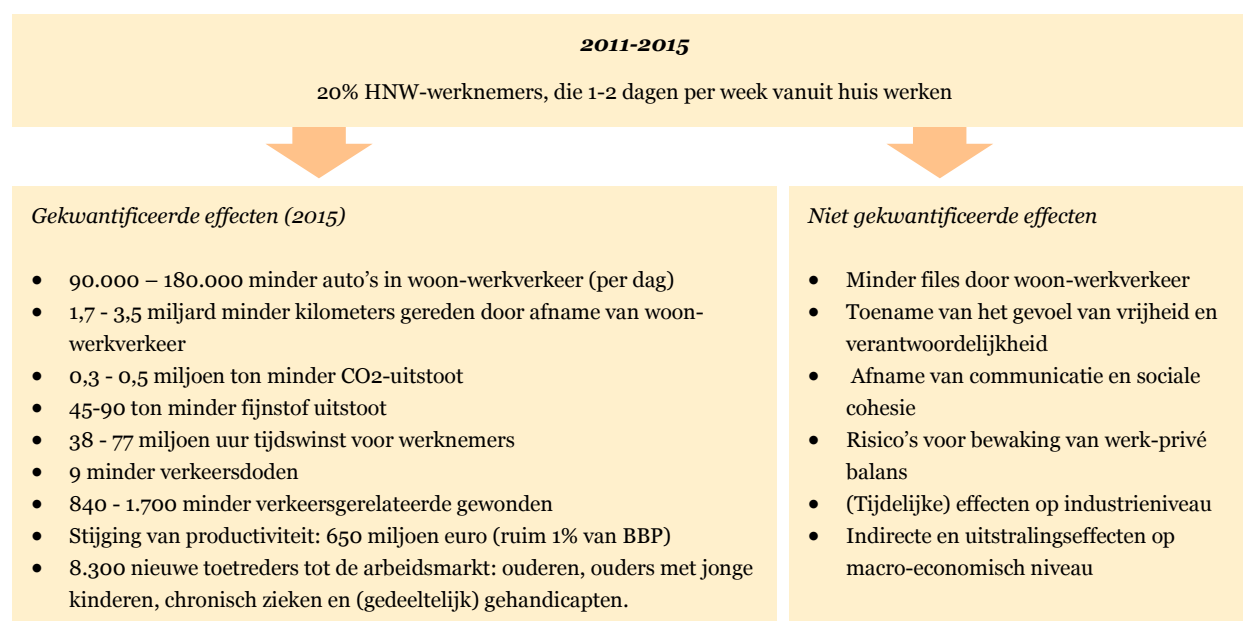 2011-2015
20% HNW-werknemers, die 1-2 dagen per week vanuit huis werken
Gekwantificeerde effecten (2015)
• 90.000 – 180.000 minder auto's in woon-werkverkeer (per dag)
• 1,7 - 3,5 miljard minder kilometers gereden door afname van woon-
werkverkeer
• 0,3 - 0,5 miljoen ton minder CO2-uitstoot
• 45-90 ton minder fijnstof uitstoot
• 38 - 77 miljoen uur tijdswinst voor werknemers
• 9 minder verkeersdoden
• 840 - 1.700 minder verkeersgerelateerde gewonden
• Stijging van productiviteit: 650 miljoen euro (ruim 1% van BBP)
• 8.300 nieuwe toetreders tot de arbeidsmarkt: ouderen, ouders met jonge
kinderen, chronisch zieken en (gedeeltelijk) gehandicapten.
Niet gekwantificeerde effecten
• Minder files door woon-werkverkeer
• Toename van het gevoel van vrijheid en
verantwoordelijkheid
• Afname van communicatie en sociale
cohesie
• Risico's voor bewaking van werk-privé
balans
• (Tijdelijke) effecten op industrieniveau
• Indirecte en uitstralingseffecten op
macro-economisch niveau